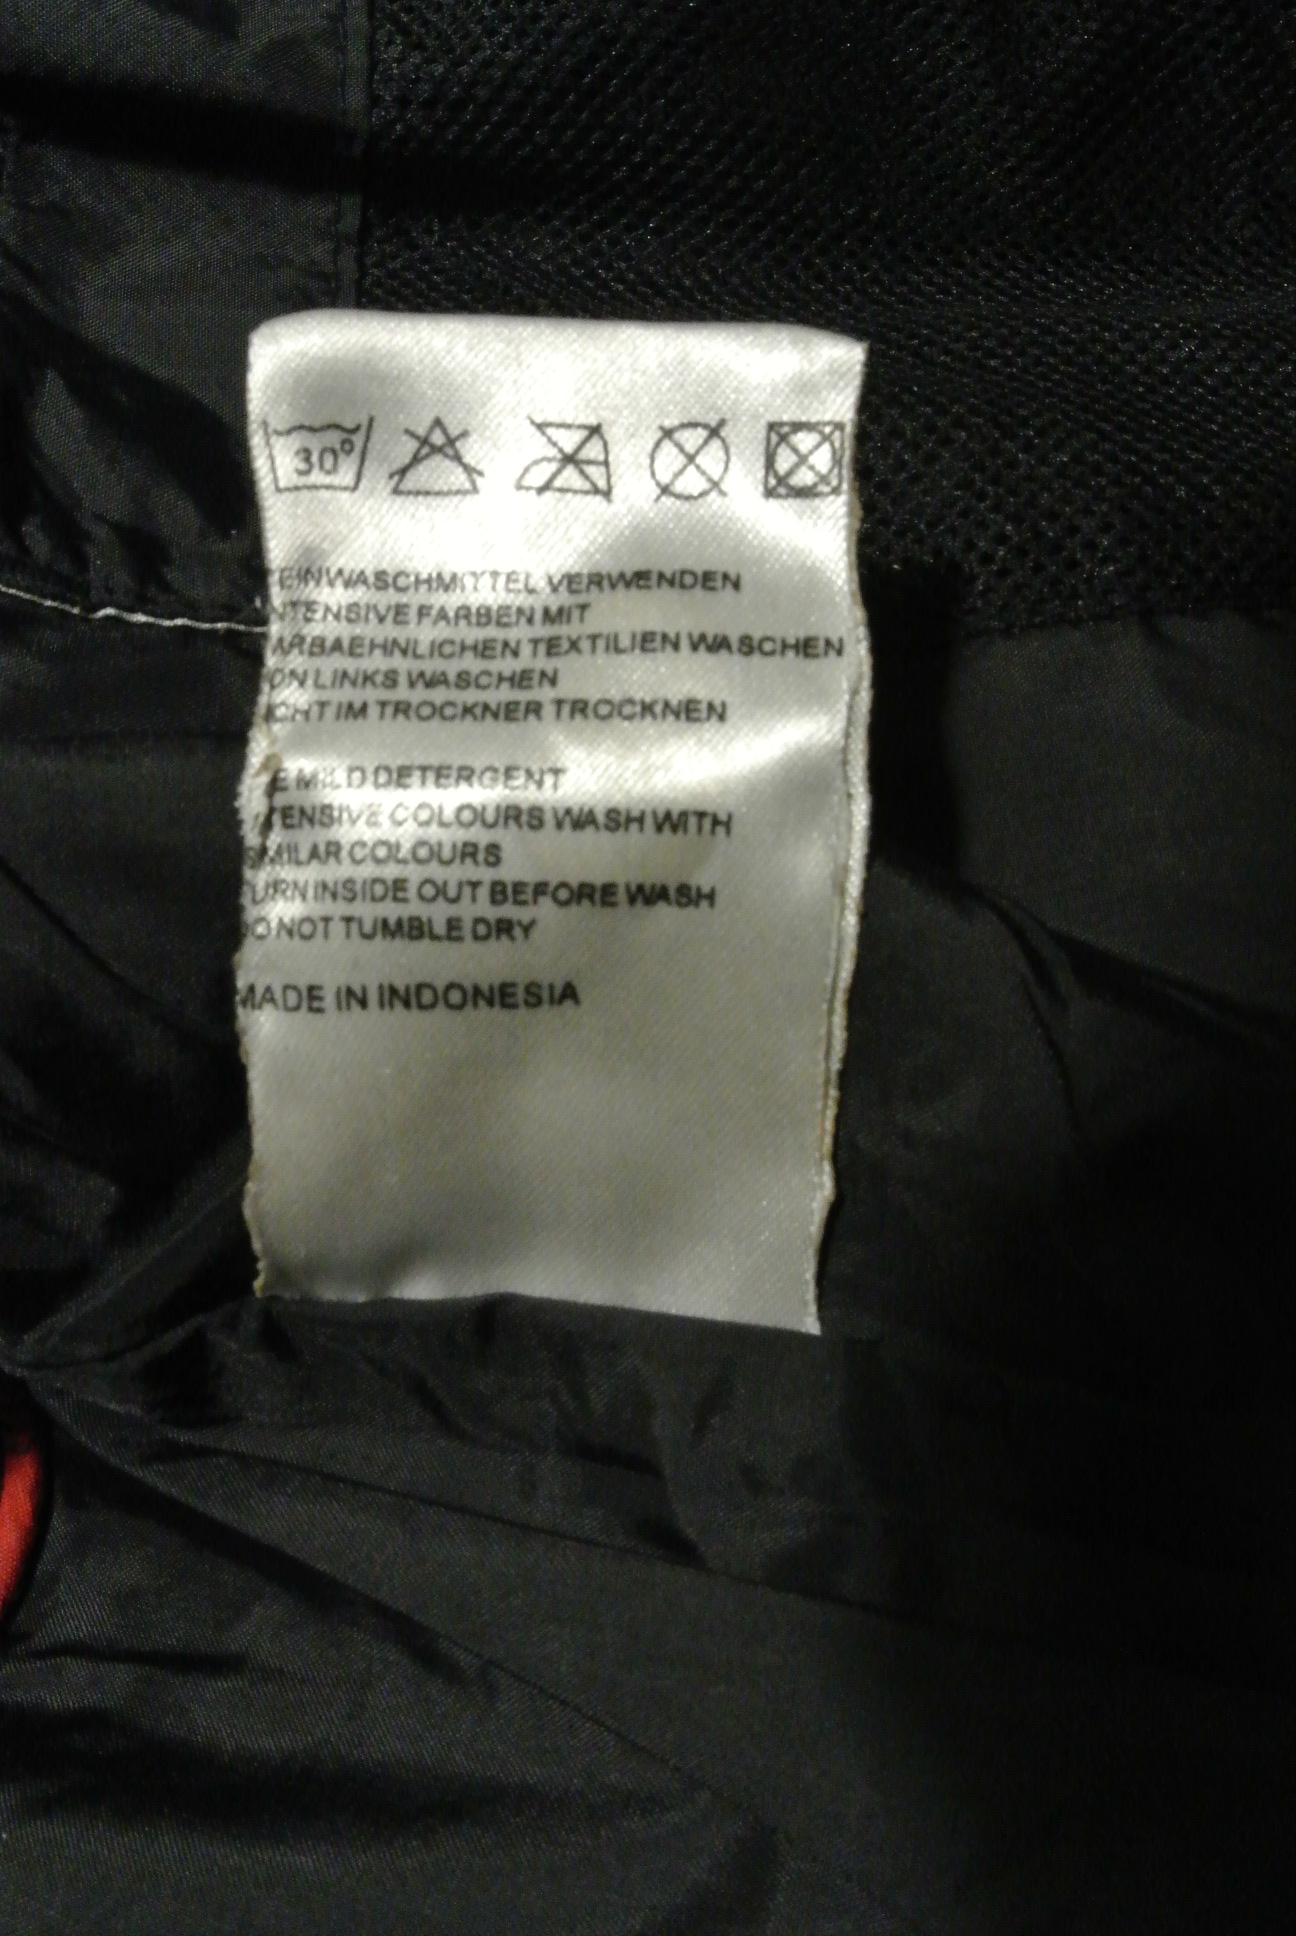 30°
EINWASCHMITTEL VERWENDEN
NTENSIVE FARBEN MIT
ARBAEHNLICHEN TEXTILIEN WASCHEN
ON LINKS WASCHEN
ICHT IM TROCKNER TROCKNEN
E MILD DETERGENT
TENSIVE COLOURS WASH WITH
SIMILAR COLOURS
URN INSIDE OUT BEFORE WASH
DO NOT TUMBLE DRY
MADE IN INDONESIA